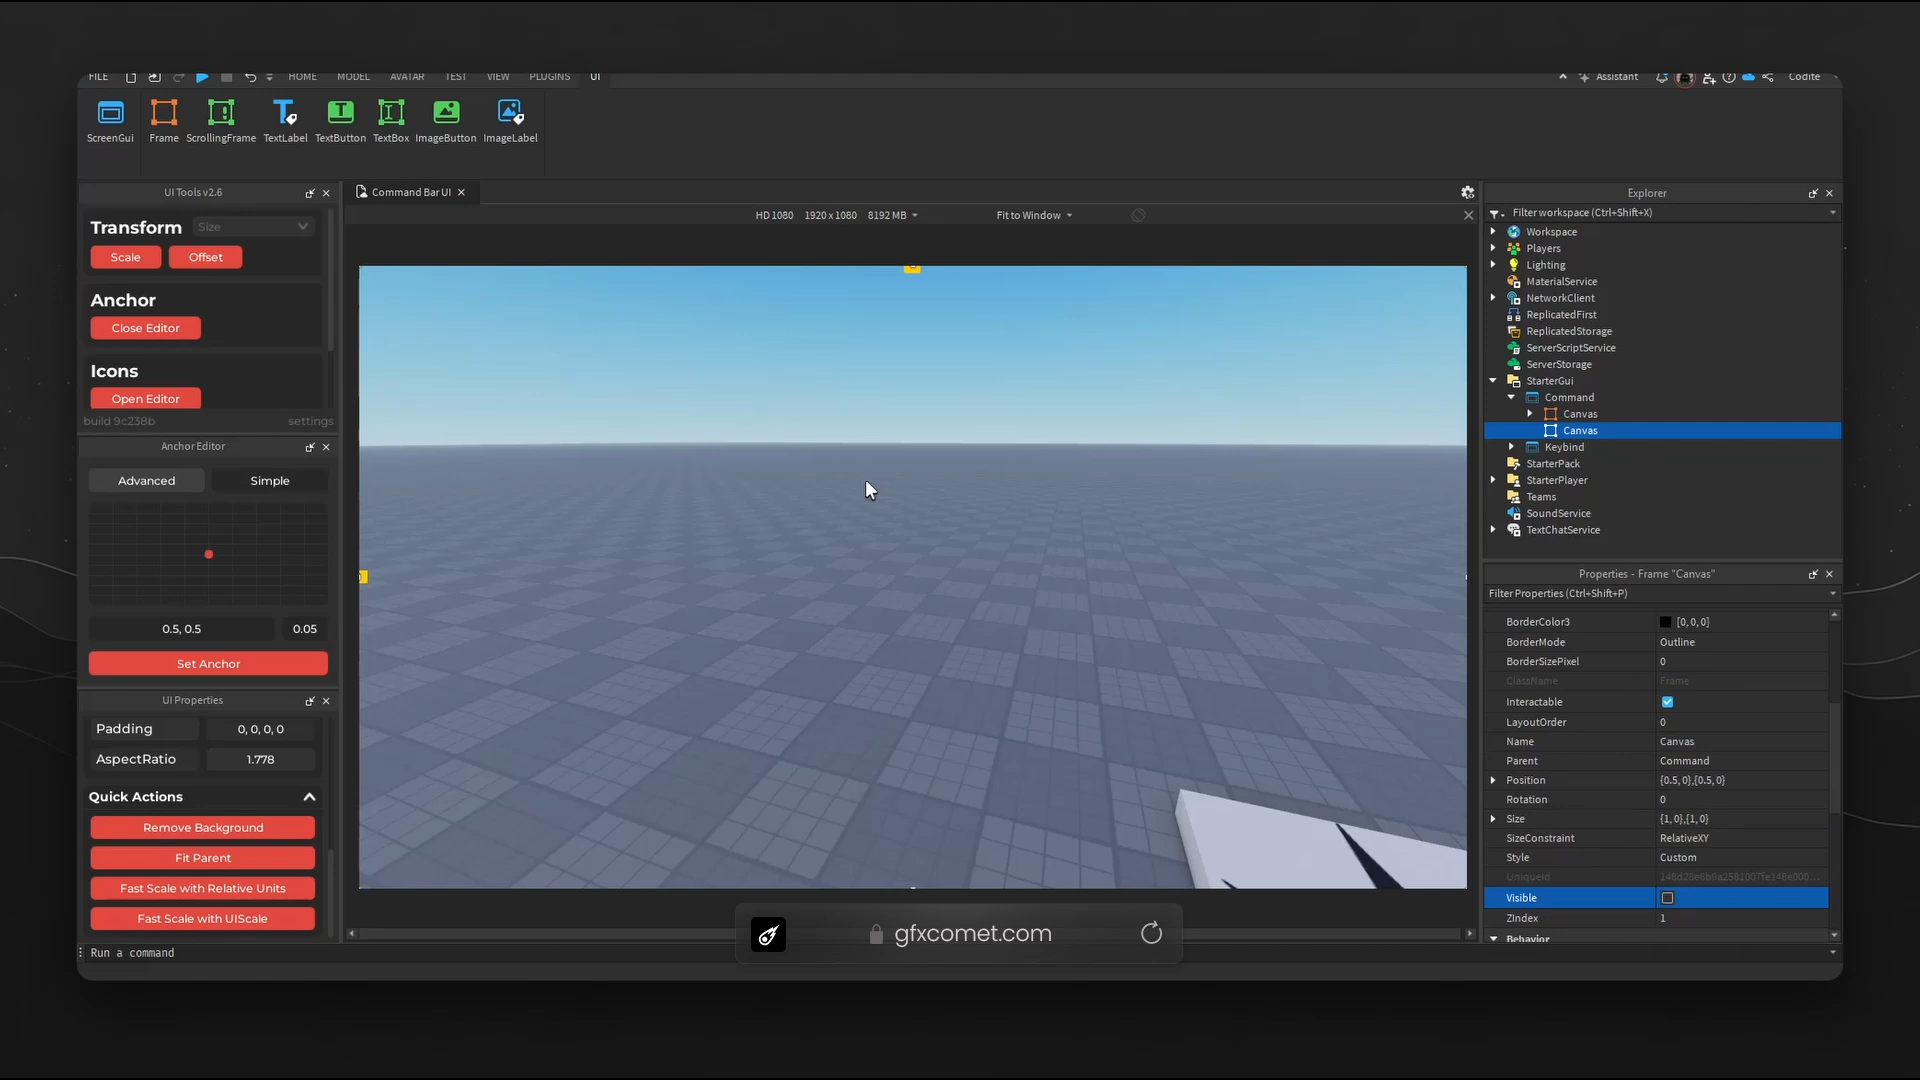 FILE HOME MODEL AVATAR TEST VIEW PLUGINS UI Assistant Codite
ScreenGui Frame ScrollingFrame TextLabel TextButton TextBox ImageButton ImageLabel
UI Tools v2.6
Transform Size
Scale Offset
Anchor
Close Editor
Icons
Open Editor
build 9c238b settings
Anchor Editor
Advanced Simple
0.5, 0.5 0.05
Set Anchor
UI Properties
Padding 0, 0, 0, 0
AspectRatio 1.778
Quick Actions
Remove Background
Fit Parent
Fast Scale with Relative Units
Fast Scale with UIScale
Run a command
Command Bar UI
HD 1080 1920 x 1080 8192 MB Fit to Window
gfxcomet.com
Explorer
Filter workspace (Ctrl+Shift+X)
Workspace
Players
Lighting
MaterialService
NetworkClient
ReplicatedFirst
ReplicatedStorage
ServerScriptService
ServerStorage
StarterGui
Command
Canvas
Canvas
Keybind
StarterPack
StarterPlayer
Teams
SoundService
TextChatService
Properties - Frame "Canvas"
Filter Properties (Ctrl+Shift+P)
BorderColor3 [0, 0, 0]
BorderMode Outline
BorderSizePixel 0
ClassName Frame
Interactable
LayoutOrder 0
Name Canvas
Parent Command
Position {0.5, 0},{0.5, 0}
Rotation 0
Size {1, 0},{1, 0}
SizeConstraint RelativeXY
Style Custom
UniqueId
Visible
ZIndex 1
Behavior